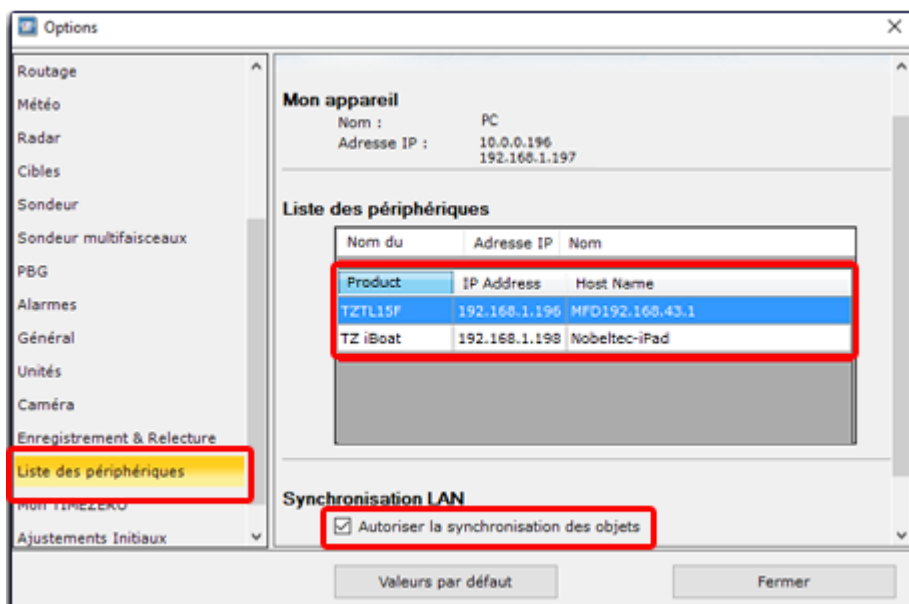 Options
Routage
Météo
Radar
Cibles
Sondeur
Sondeur multifaisceaux
PBG
Alarmes
Général
Unités
Caméra
Enregistrement & Relecture
Liste des périphériques
Mon TIMEZERO
Ajustements Initiaux
Mon appareil
Nom : PC
Adresse IP : 10.0.0.196
192.168.1.197
Liste des périphériques
Nom du Adresse IP Nom
Product IP Address Host Name
TZTL15F 192.168.1.196 MFD192.168.43.1
TZ iBoat 192.168.1.198 Nobeltec-iPad
Synchronisation LAN
Autoriser la synchronisation des objets
Valeurs par défaut Fermer